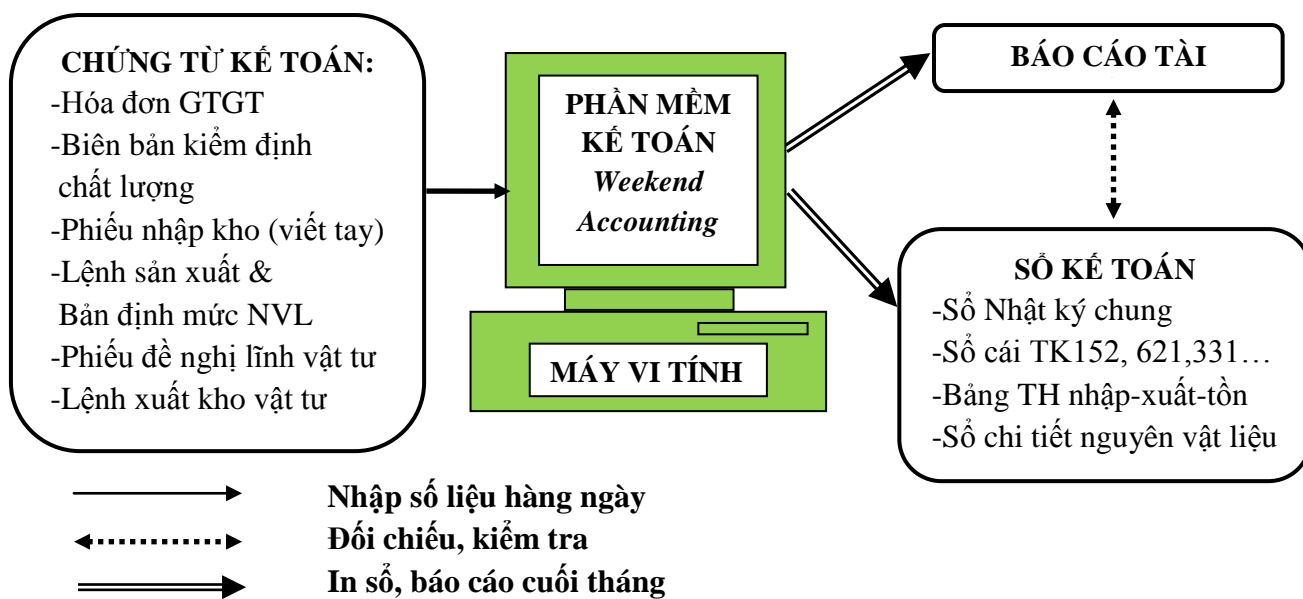 CHỨNG TỪ KẾ TOÁN:
-Hóa đơn GTGT
-Biên bản kiểm định
chất lượng
-Phiếu nhập kho (viết tay)
-Lệnh sản xuất &
Bản định mức NVL
-Phiếu đề nghị lĩnh vật tư
-Lệnh xuất kho vật tư
PHẦN MỀM
KẾ TOÁN
Weekend
Accounting
MÁY VI TÍNH
BÁO CÁO TÀI
SỔ KẾ TOÁN
-Sổ Nhật ký chung
-Sổ cái TK152, 621,331…
-Bảng TH nhập-xuất-tồn
-Sổ chi tiết nguyên vật liệu
Nhập số liệu hàng ngày
Đối chiếu, kiểm tra
In sổ, báo cáo cuối tháng